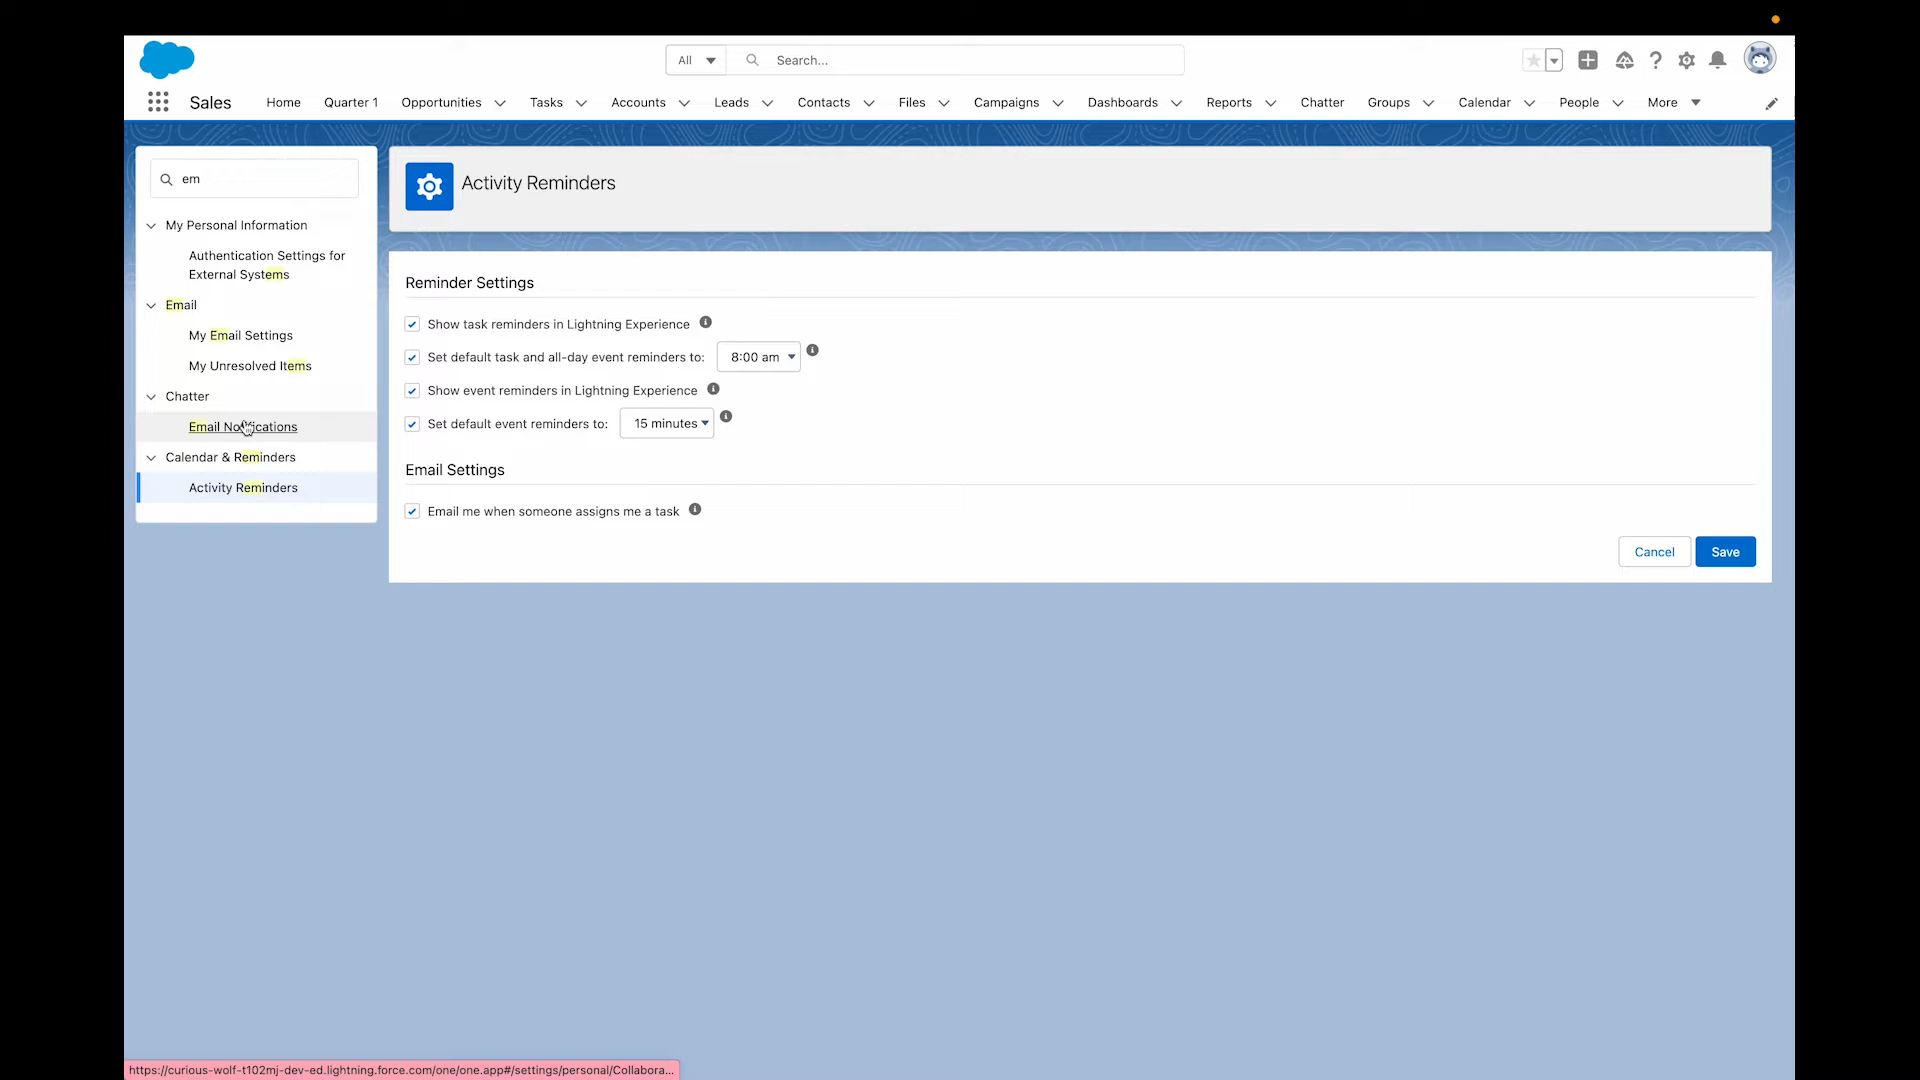 All
Search...
Sales
Home
Quarter 1
Opportunities
Tasks
Accounts
Leads
Contacts
Files
Campaigns
Dashboards
Reports
Chatter
Groups
Calendar
People
More
em
My Personal Information
Authentication Settings for
External Systems
Email
My Email Settings
My Unresolved Items
Chatter
Email Notifications
Calendar & Reminders
Activity Reminders
Activity Reminders
Reminder Settings
Show task reminders in Lightning Experience
Set default task and all-day event reminders to: 8:00 am
Show event reminders in Lightning Experience
Set default event reminders to: 15 minutes
Email Settings
Email me when someone assigns me a task
Cancel
Save
https://curious-wolf-t102mj-dev-ed.lightning.force.com/one/one.app#/settings/personal/Collabora...